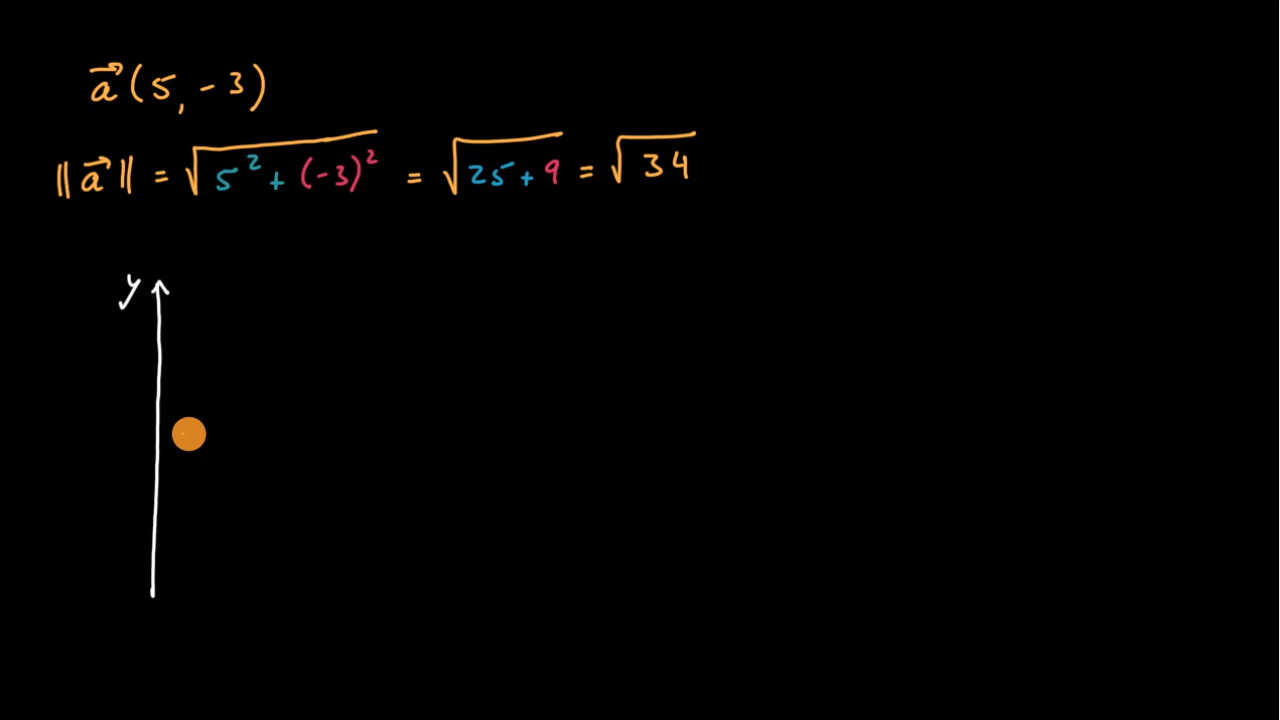 a⃗ (5, -3)
‖a⃗‖ = √(5² + (-3)²) = √(25 + 9) = √34
y